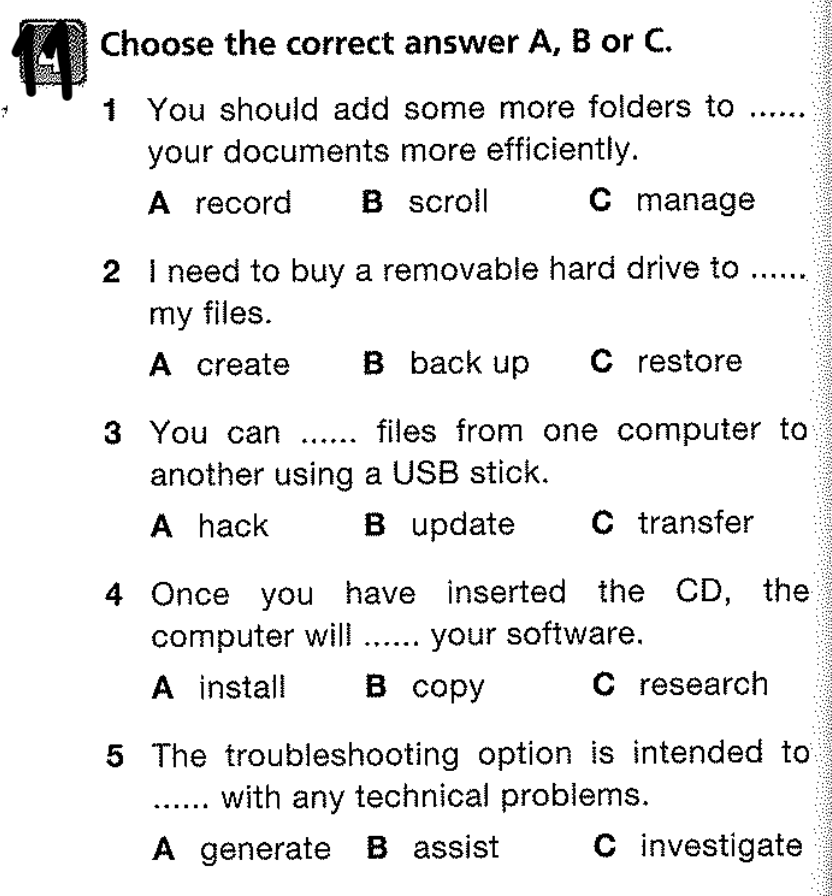 11 Choose the correct answer A, B or C.
1 You should add some more folders to ......
your documents more efficiently.
A record B scroll C manage
2 I need to buy a removable hard drive to ......
my files.
A create B back up C restore
3 You can ...... files from one computer to
another using a USB stick.
A hack B update C transfer
4 Once you have inserted the CD, the
computer will ...... your software.
A install B copy C research
5 The troubleshooting option is intended to
...... with any technical problems.
A generate B assist C investigate